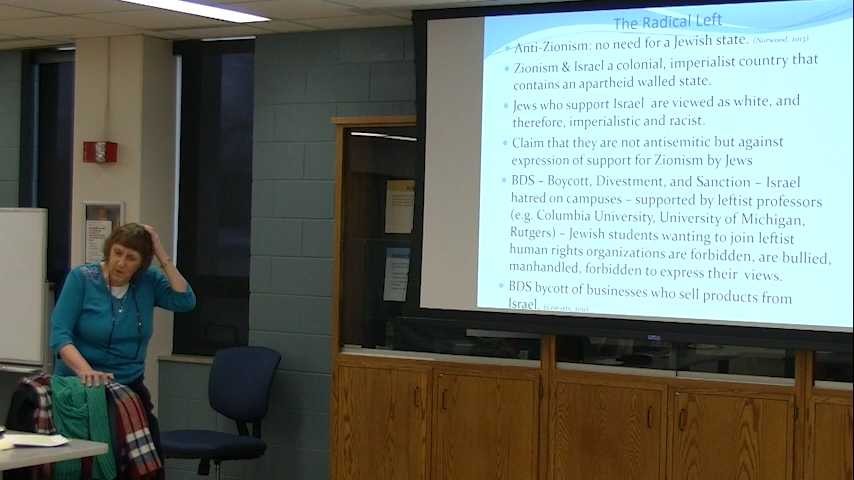 The Radical Left
Anti-Zionism: no need for a Jewish state. (Norwood, 2013)
Zionism & Israel a colonial, imperialist country that
contains an apartheid walled state.
Jews who support Israel are viewed as white, and
therefore, imperialistic and racist.
Claim that they are not antisemitic but against
expression of support for Zionism by Jews
BDS – Boycott, Divestment, and Sanction – Israel
hatred on campuses – supported by leftist professors
(e.g. Columbia University, University of Michigan,
Rutgers) – Jewish students wanting to join leftist
human rights organizations are forbidden, are bullied,
manhandled, forbidden to express their views.
BDS bycott of businesses who sell products from
Israel.